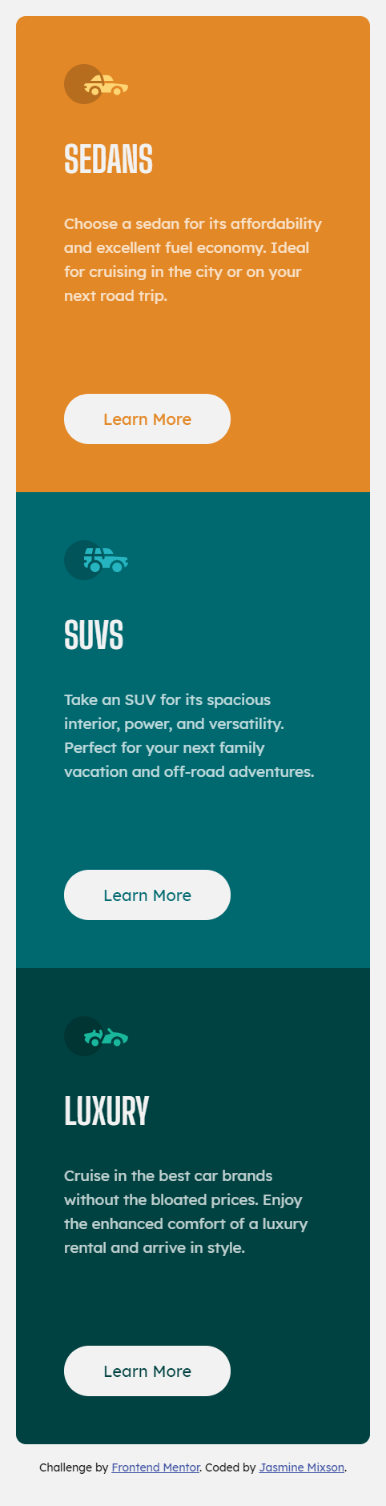 SEDANS
Choose a sedan for its affordability
and excellent fuel economy. Ideal
for cruising in the city or on your
next road trip.
Learn More
SUVS
Take an SUV for its spacious
interior, power, and versatility.
Perfect for your next family
vacation and off-road adventures.
Learn More
LUXURY
Cruise in the best car brands
without the bloated prices. Enjoy
the enhanced comfort of a luxury
rental and arrive in style.
Learn More
Challenge by Frontend Mentor. Coded by Jasmine Mixson.